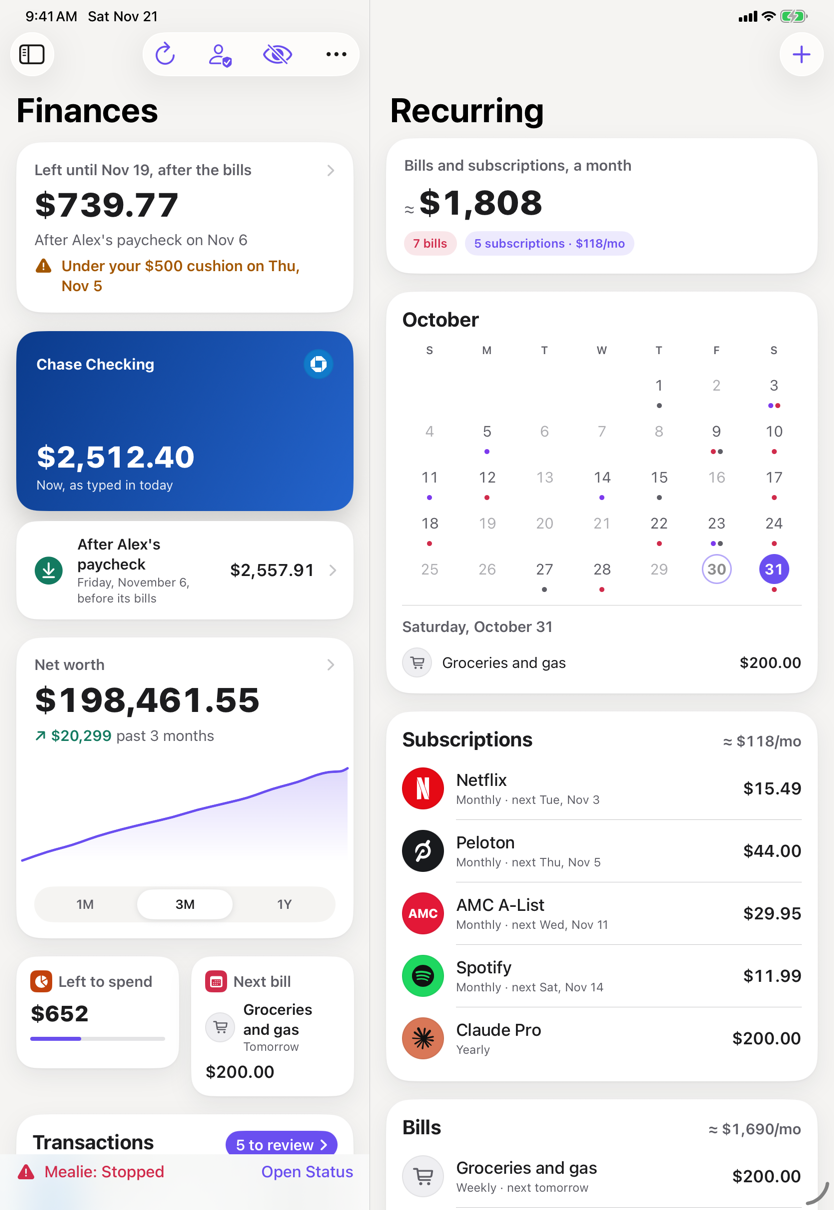 9:41 AM Sat Nov 21
Finances
Left until Nov 19, after the bills
$739.77
After Alex's paycheck on Nov 6
Under your $500 cushion on Thu,
Nov 5
Chase Checking
$2,512.40
Now, as typed in today
After Alex's
paycheck
Friday, November 6,
before its bills
$2,557.91
Net worth
$198,461.55
$20,299 past 3 months
1M 3M 1Y
Left to spend
$652
Next bill
Groceries
and gas
Tomorrow
$200.00
Transactions
5 to review
Mealie: Stopped
Open Status
Recurring
Bills and subscriptions, a month
≈ $1,808
7 bills
5 subscriptions · $118/mo
October
S M T W T F S
1 2 3
4 5 6 7 8 9 10
11 12 13 14 15 16 17
18 19 20 21 22 23 24
25 26 27 28 29 30 31
Saturday, October 31
Groceries and gas $200.00
Subscriptions ≈ $118/mo
Netflix
Monthly · next Tue, Nov 3
$15.49
Peloton
Monthly · next Thu, Nov 5
$44.00
AMC
AMC A-List
Monthly · next Wed, Nov 11
$29.95
Spotify
Monthly · next Sat, Nov 14
$11.99
Claude Pro
Yearly
$200.00
Bills ≈ $1,690/mo
Groceries and gas
Weekly · next tomorrow
$200.00